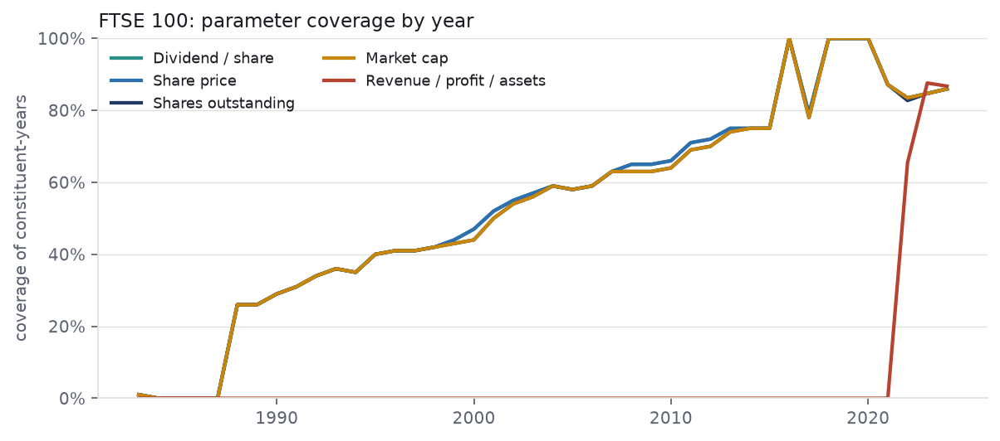 FTSE 100: parameter coverage by year
Dividend / share
Share price
Shares outstanding
Market cap
Revenue / profit / assets
coverage of constituent-years
100%
80%
60%
40%
20%
0%
1990
2000
2010
2020